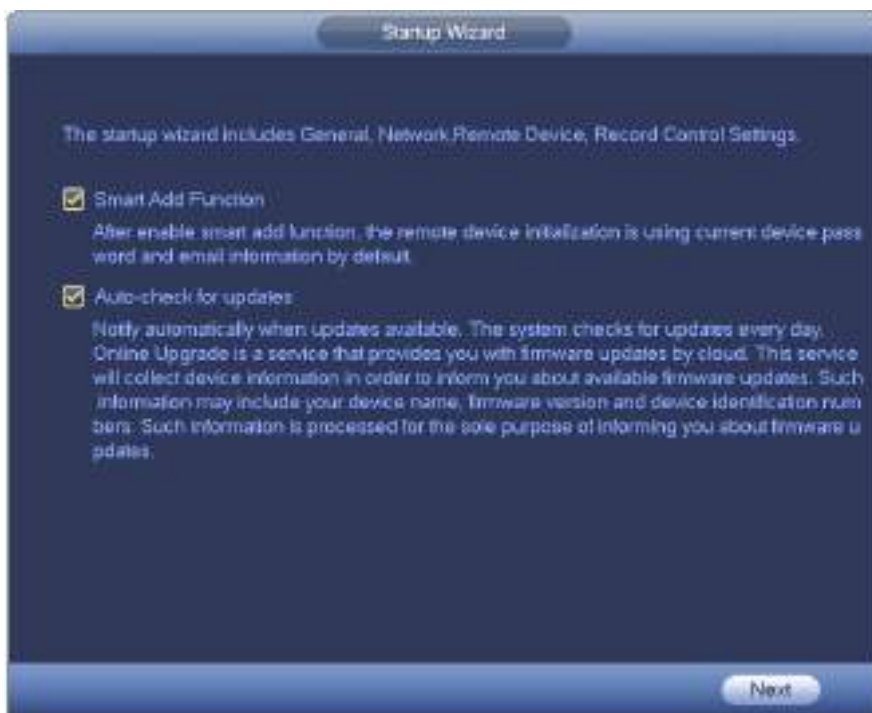 Startup Wizard
The startup wizard includes General, Network,Remote Device, Record Control Settings.
Smart Add Function
After enable smart add function, the remote device initialization is using current device pass
word and email information by default.
Auto-check for updates
Notify automatically when updates available. The system checks for updates every day.
Online Upgrade is a service that provides you with firmware updates by cloud. This service
will collect device information in order to inform you about available firmware updates. Such
information may include your device name, firmware version and device identification num
bers. Such information is processed for the sole purpose of informing you about firmware u
pdates.
Next